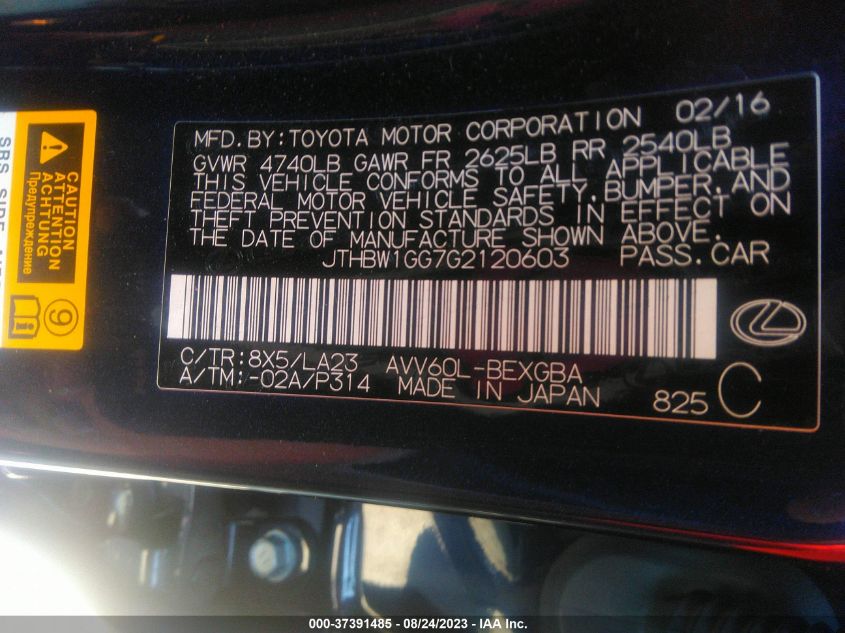 02/16
MFD.BY:TOYOTA MOTOR CORPORATION
GVWR 4740LB GAWR FR 2625LB RR 2540LB
THIS VEHICLE CONFORMS TO ALL APPLICABLE
FEDERAL MOTOR VEHICLE SAFETY,BUMPER,AND
THEFT PREVENTION STANDARDS IN EFFECT ON
THE DATE OF MANUFACTURE SHOWN ABOVE.
JTHBW1GG7G2120603 PASS.CAR
C/TR:8X5/LA23 AVV60L-BEXGBA
A/TM:-02A/P314 MADE IN JAPAN
825 C
CAUTION
ATTENTION
ACHTUNG
Предупреждение
9
SRS SIDE
000-37391485 - 08/24/2023 - IAAI.com